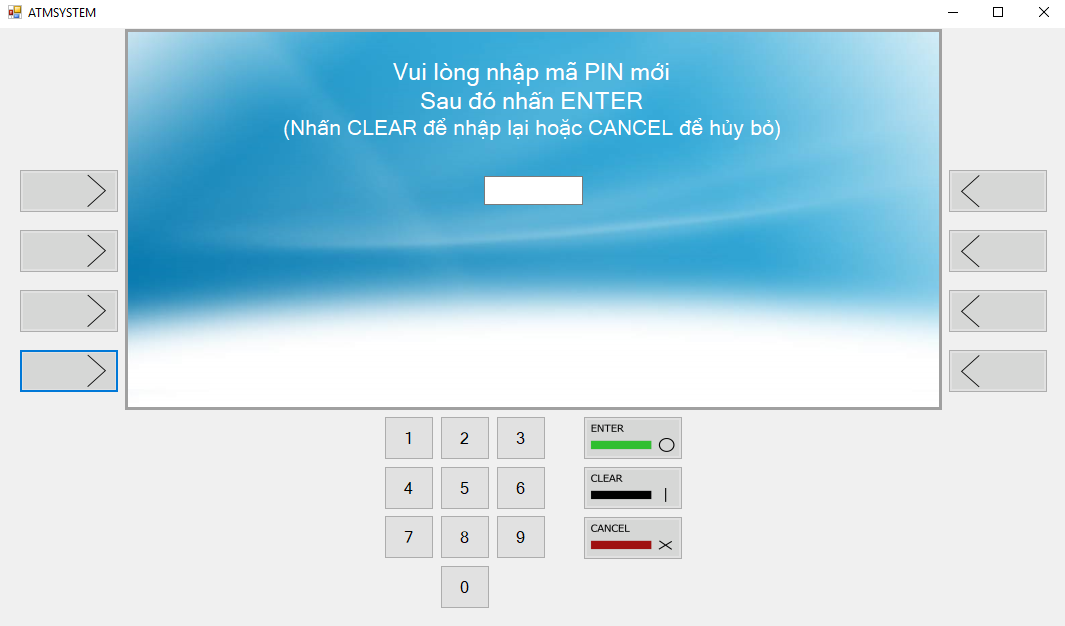 ATMSYSTEM
Vui lòng nhập mã PIN mới
Sau đó nhấn ENTER
(Nhấn CLEAR để nhập lại hoặc CANCEL để hủy bỏ)
1 2 3 ENTER
4 5 6 CLEAR
7 8 9 CANCEL
0